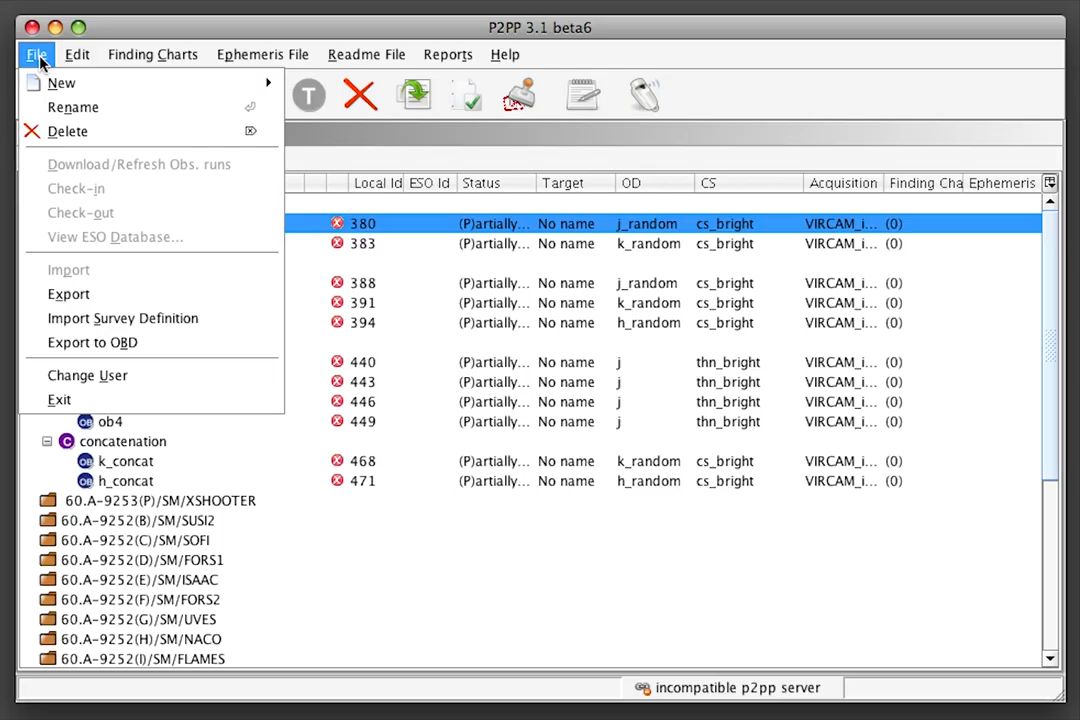 P2PP 3.1 beta6
File Edit Finding Charts Ephemeris File Readme File Reports Help
New
Rename
Delete
Download/Refresh Obs. runs
Check-in
Check-out
View ESO Database...
Import
Export
Import Survey Definition
Export to OBD
Change User
Exit
T
Local Id ESO Id Status Target OD CS Acquisition Finding Cha Ephemeris
380 (P)artially... No name j_random cs_bright VIRCAM_i... (0)
383 (P)artially... No name k_random cs_bright VIRCAM_i... (0)
388 (P)artially... No name j_random cs_bright VIRCAM_i... (0)
391 (P)artially... No name k_random cs_bright VIRCAM_i... (0)
394 (P)artially... No name h_random cs_bright VIRCAM_i... (0)
440 (P)artially... No name j thn_bright VIRCAM_i... (0)
443 (P)artially... No name j thn_bright VIRCAM_i... (0)
446 (P)artially... No name j thn_bright VIRCAM_i... (0)
OB ob4 449 (P)artially... No name j thn_bright VIRCAM_i... (0)
C concatenation
OB k_concat 468 (P)artially... No name k_random cs_bright VIRCAM_i... (0)
OB h_concat 471 (P)artially... No name h_random cs_bright VIRCAM_i... (0)
60.A-9253(P)/SM/XSHOOTER
60.A-9252(B)/SM/SUSI2
60.A-9252(C)/SM/SOFI
60.A-9252(D)/SM/FORS1
60.A-9252(E)/SM/ISAAC
60.A-9252(F)/SM/FORS2
60.A-9252(G)/SM/UVES
60.A-9252(H)/SM/NACO
60.A-9252(I)/SM/FLAMES
incompatible p2pp server